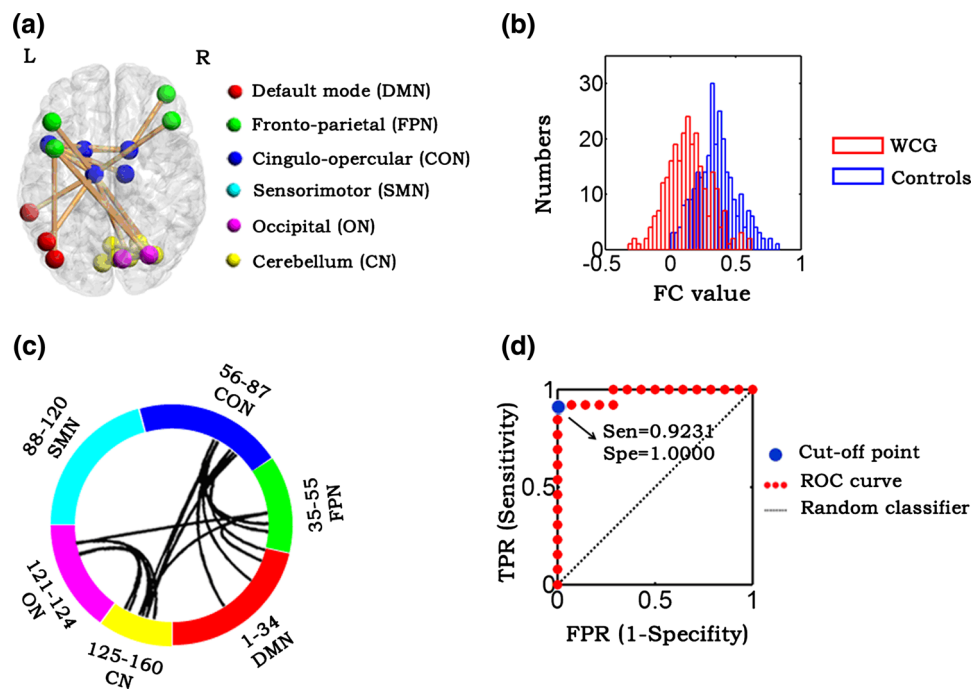 (a)
L
R
Default mode (DMN)
Fronto-parietal (FPN)
Cingulo-opercular (CON)
Sensorimotor (SMN)
Occipital (ON)
Cerebellum (CN)
(b)
Numbers
30
20
10
0
-0.5
0
0.5
1
FC value
WCG
Controls
(c)
56-87
CON
88-120
SMN
35-55
FPN
121-124
ON
125-160
CN
1-34
DMN
(d)
TPR (Sensitivity)
1
0.5
0
Sen=0.9231
Spe=1.0000
0
0.5
1
FPR (1-Specifity)
Cut-off point
ROC curve
Random classifier